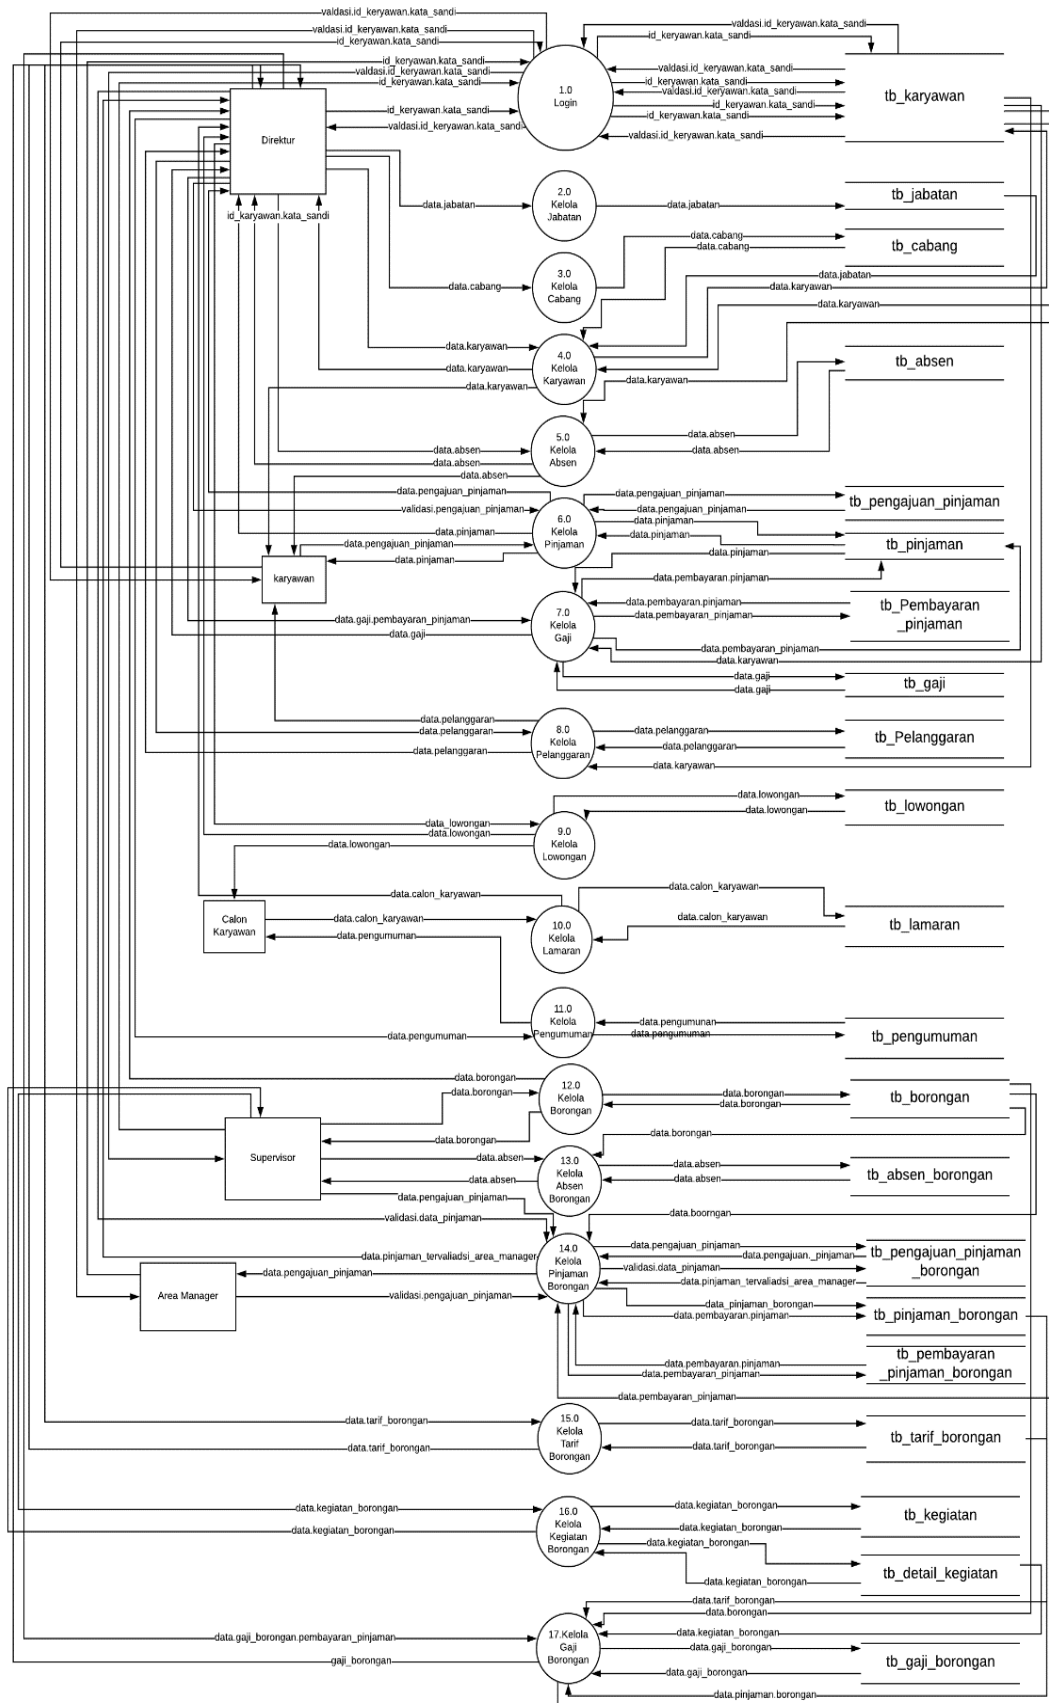 valdasi.id_keryawan.kata_sandi
valdasi.id_keryawan.kata_sandi
id_keryawan.kata_sandi
valdasi.id_keryawan.kata_sandi
id_keryawan.kata_sandi
id_keryawan.kata_sandi
valdasi.id_keryawan.kata_sandi
id_keryawan.kata_sandi
valdasi.id_keryawan.kata_sandi
id_keryawan.kata_sandi
valdasi.id_keryawan.kata_sandi
id_keryawan.kata_sandi
id_keryawan.kata_sandi
valdasi.id_keryawan.kata_sandi
id_keryawan.kata_sandi
valdasi.id_keryawan.kata_sandi
1.0
Login
tb_karyawan
Direktur
id_karyawan.kata_sandi
data.jabatan
2.0
Kelola
Jabatan
data.jabatan
tb_jabatan
data.cabang
data.cabang
tb_cabang
data.cabang
3.0
Kelola
Cabang
data.jabatan
data.karyawan
data.karyawan
data.karyawan
data.karyawan
data.karyawan
4.0
Kelola
Karyawan
data.karyawan
tb_absen
data.absen
data.absen
data.absen
5.0
Kelola
Absen
data.absen
data.absen
data.pengajuan_pinjaman
validasi.pengajuan_pinjaman
data.pinjaman
data.pengajuan_pinjaman
data.pinjaman
6.0
Kelola
Pinjaman
data.pengajuan_pinjaman
data.pengajuan_pinjaman
data.pinjaman
data.pinjaman
data.pinjaman
tb_pengajuan_pinjaman
tb_pinjaman
karyawan
data.pembayaran.pinjaman
data.gaji.pembayaran_pinjaman
data.gaji
7.0
Kelola
Gaji
data.pembayaran.pinjaman
data.pembayaran_pinjaman
data.pembayaran_pinjaman
data.karyawan
data.gaji
data.gaji
tb_Pembayaran
_pinjaman
tb_gaji
data.pelanggaran
data.pelanggaran
data.pelanggaran
8.0
Kelola
Pelanggaran
data.pelanggaran
data.pelanggaran
data.karyawan
tb_Pelanggaran
data_lowongan
data.lowongan
data.lowongan
9.0
Kelola
Lowongan
data.lowongan
data.lowongan
tb_lowongan
data.calon_karyawan
Calon
Karyawan
data.calon_karyawan
data.pengumuman
10.0
Kelola
Lamaran
data.calon_karyawan
data.calon_karyawan
tb_lamaran
data.pengumuman
11.0
Kelola
Pengumuman
data.pengumunan
data.pengumuman
tb_pengumuman
data.borongan
data.borongan
data.borongan
12.0
Kelola
Borongan
data.borongan
data.borongan
data.borongan
tb_borongan
Supervisor
data.absen
data.absen
data.pengajuan_pinjaman
13.0
Kelola
Absen
Borongan
data.absen
data.absen
tb_absen_borongan
data.boorngan
validasi.data_pinjaman
data.pinjaman_tervaliadsi_area_manager
data.pengajuan_pinjaman
validasi.pengajuan_pinjaman
Area Manager
14.0
Kelola
Pinjaman
Borongan
data.pengajuan_pinjaman
data.pengajuan._pinjaman
validasi.data_pinjaman
data.pinjaman_tervaliadsi_area_manager
tb_pengajuan_pinjaman
_borongan
data_pinjaman_borongan
data.pembayaran.pinjaman
tb_pinjaman_borongan
data.pembayaran.pinjaman
data.pembayaran_pinjaman
tb_pembayaran
_pinjaman_borongan
data.pembayaran_pinjaman
data.tarif_borongan
data.tarif_borongan
15.0
Kelola
Tarif
Borongan
data.tarif_borongan
data.tarif_borongan
tb_tarif_borongan
data.kegiatan_borongan
data.kegiatan_borongan
16.0
Kelola
Kegiatan
Borongan
data.kegiatan_borongan
data.kegiatan_borongan
data.kegiatan_borongan
data.kegiatan_borongan
tb_kegiatan
tb_detail_kegiatan
data.tarif_borongan
data.borongan
data.kegiatan_borongan
data.gaji_borongan.pembayaran_pinjaman
gaji_borongan
17.Kelola
Gaji
Borongan
data.gaji_borongan
data.gaji_borongan
tb_gaji_borongan
data.pinjaman.borongan